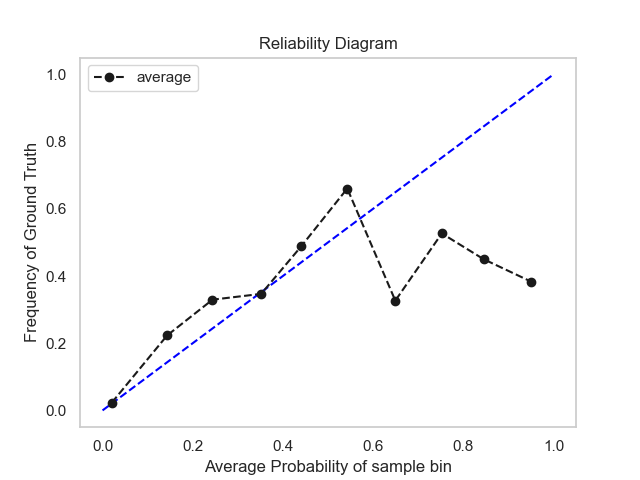 Reliability Diagram
average
1.0
0.8
0.6
0.4
0.2
0.0
Frequency of Ground Truth
0.0 0.2 0.4 0.6 0.8 1.0
Average Probability of sample bin